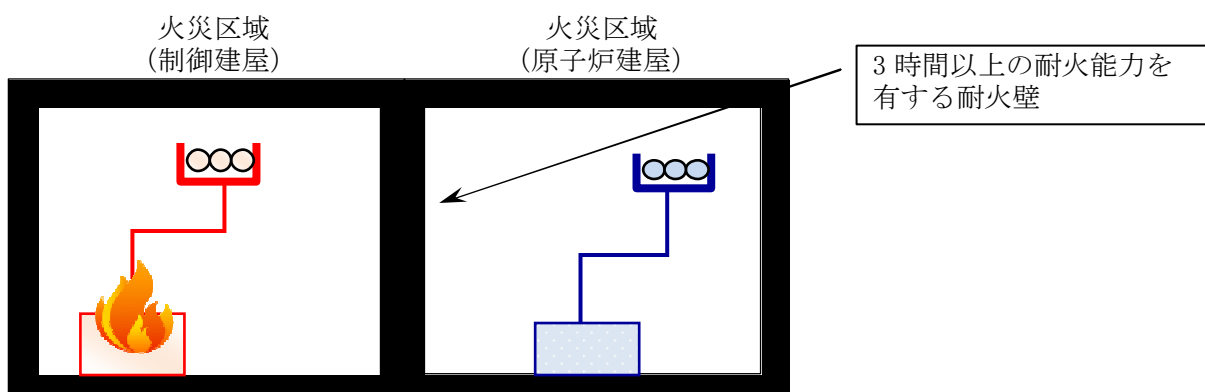 火災区域
（制御建屋）
火災区域
（原子炉建屋）
3 時間以上の耐火能力を
有する耐火壁